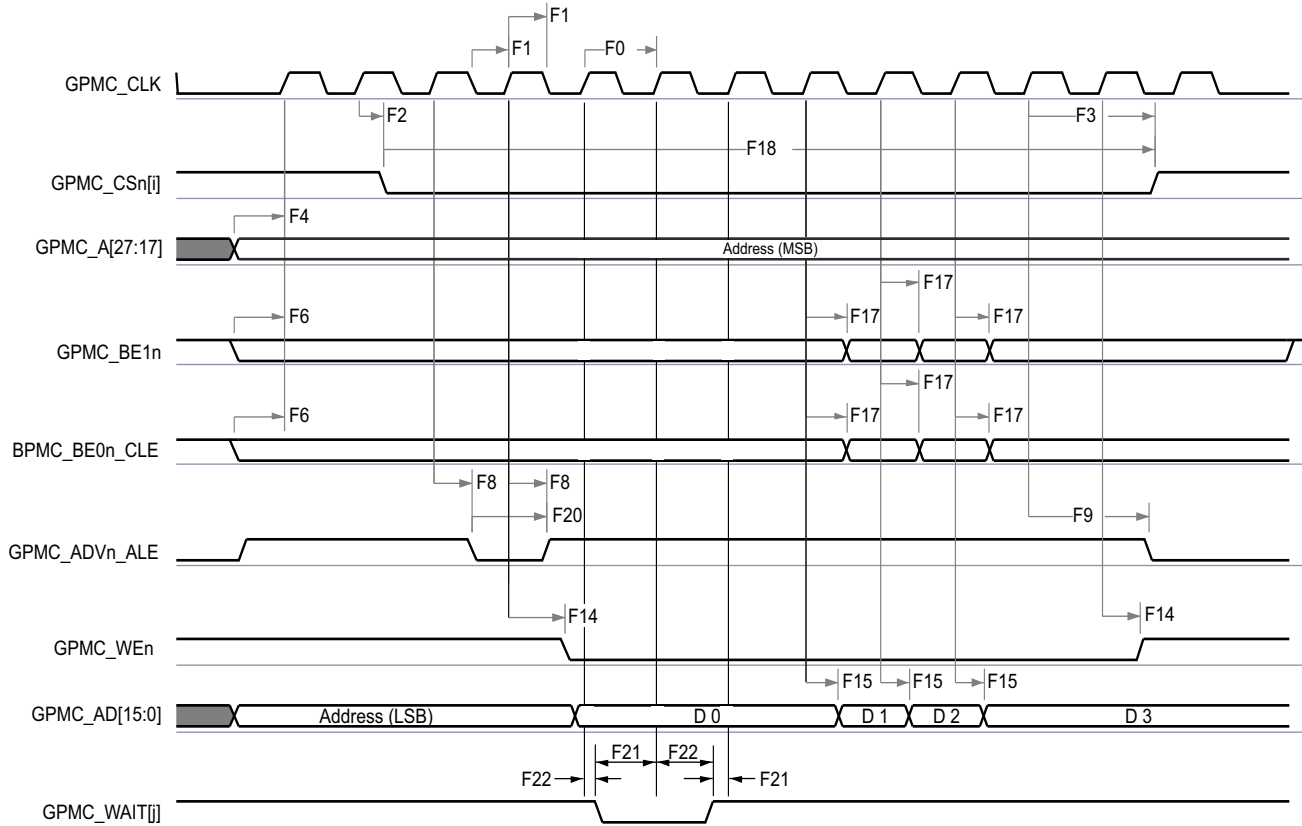 F1
F1 F0
GPMC_CLK
F2 F3
F18
GPMC_CSn[i]
F4
GPMC_A[27:17] Address (MSB)
F17
F6 F17 F17
GPMC_BE1n
F17
F6 F17 F17
BPMC_BE0n_CLE
F8 F8
F20 F9
GPMC_ADVn_ALE
F14 F14
GPMC_WEn
F15 F15 F15
GPMC_AD[15:0] Address (LSB) D 0 D 1 D 2 D 3
F21 F22
F22 F21
GPMC_WAIT[j]